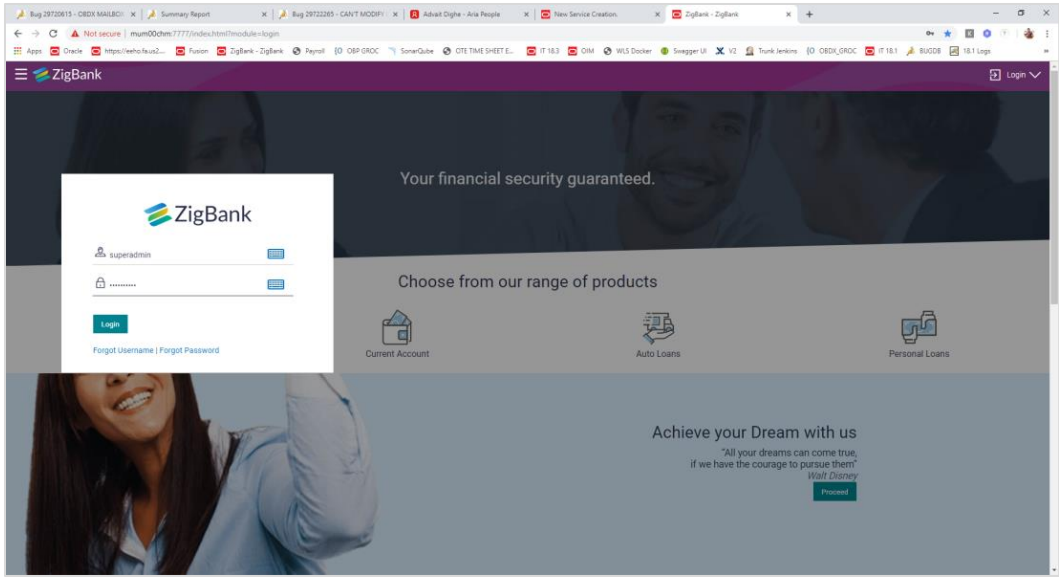 Bug 29720615 - OBDX MAILBO
Summary Report
Bug 29722265 - CAN'T MODIFY
Advait Dighe - Aria People
New Service Creation.
ZigBank - ZigBank
Not secure | mum00chm:7777/index.html?module=login
Apps Oracle https://eeho.fa.us2... Fusion ZigBank - ZigBank Payroll OBP GROC SonarQube OTE TIME SHEET E... IT 18.3 OIM WLS Docker Swagger UI V2 Trunk Jenkins OBDX_GROC IT 18.1 BUGDB 18.1 Logs
ZigBank
Login
Your financial security guaranteed.
ZigBank
superadmin
Login
Forgot Username | Forgot Password
Choose from our range of products
Current Account
Auto Loans
Personal Loans
Achieve your Dream with us
"All your dreams can come true,
if we have the courage to pursue them"
Walt Disney
Proceed